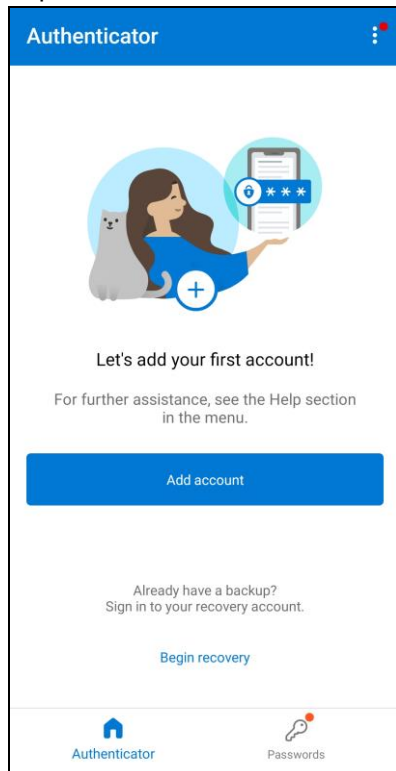 Authenticator
* * *
Let's add your first account!
For further assistance, see the Help section
in the menu.
Add account
Already have a backup?
Sign in to your recovery account.
Begin recovery
Authenticator
Passwords